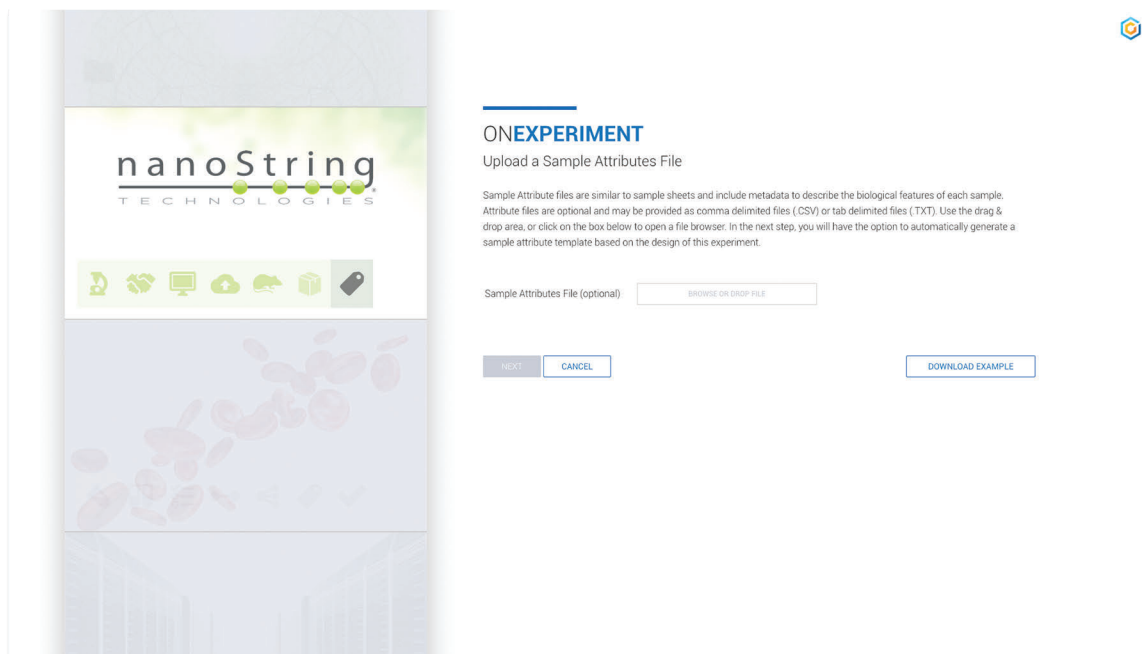 nanoString
TECHNOLOGIES
ONEXPERIMENT
Upload a Sample Attributes File
Sample Attribute files are similar to sample sheets and include metadata to describe the biological features of each sample.
Attribute files are optional and may be provided as comma delimited files (.CSV) or tab delimited files (.TXT). Use the drag &
drop area, or click on the box below to open a file browser. In the next step, you will have the option to automatically generate a
sample attribute template based on the design of this experiment.
Sample Attributes File (optional)
BROWSE OR DROP FILE
NEXT
CANCEL
DOWNLOAD EXAMPLE